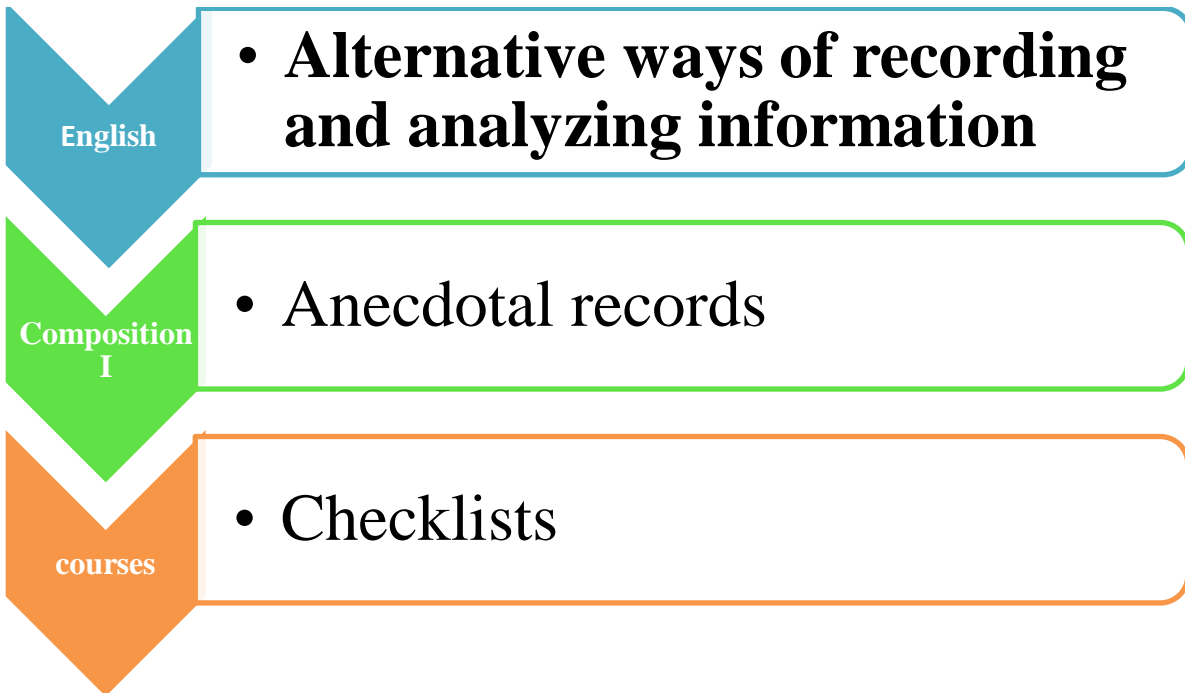 English
• Alternative ways of recording
and analyzing information
Composition
I
• Anecdotal records
courses
• Checklists